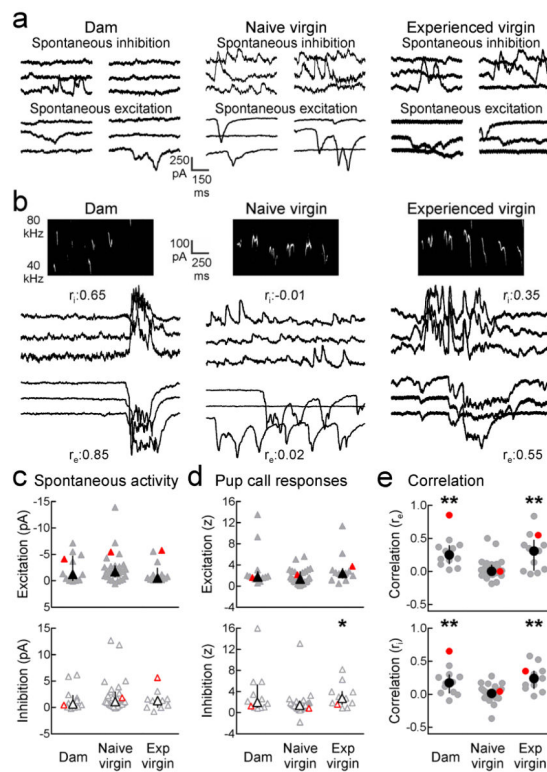 a
Dam
Naive virgin
Experienced virgin
Spontaneous inhibition
Spontaneous inhibition
Spontaneous inhibition
Spontaneous excitation
Spontaneous excitation
Spontaneous excitation
250
pA
150
ms
b
Dam
Naive virgin
Experienced virgin
80
kHz
40
kHz
100
pA
250
ms
ri:0.65
ri:-0.01
ri:0.35
re:0.85
re:0.02
re:0.55
c Spontaneous activity
d Pup call responses
e Correlation
Excitation (pA)
-15
-10
-5
0
5
Excitation (z)
16
12
8
4
0
-4
Correlation (re)
1.0
0.5
0.0
-0.5
** **
Inhibition (pA)
15
10
5
0
-5
Inhibition (z)
16
12
8
4
0
-4
*
Correlation (ri)
1.0
0.5
0.0
-0.5
** **
Dam Naive virgin Exp virgin
Dam Naive virgin Exp virgin
Dam Naive virgin Exp virgin